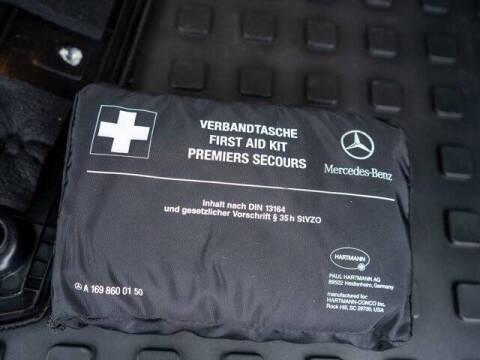 VERBANDTASCHE
FIRST AID KIT
PREMIERS SECOURS
Mercedes-Benz
Inhalt nach DIN 13164
und gesetzlicher Vorschrift § 35 h StVZO
HARTMANN
PAUL HARTMANN AG
89522 Heidenheim, Germany
manufactured for:
HARTMANN-CONCO Inc.
Rock Hill, SC 29730, USA
A 169 860 01 50